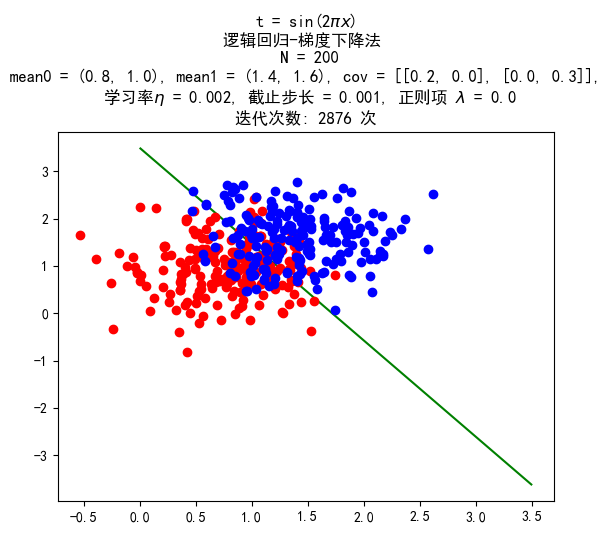 t = sin(2πx)
逻辑回归-梯度下降法
N = 200
mean0 = (0.8, 1.0), mean1 = (1.4, 1.6), cov = [[0.2, 0.0], [0.0, 0.3]],
学习率η = 0.002, 截止步长 = 0.001, 正则项 λ = 0.0
迭代次数: 2876 次
3
2
1
0
−1
−2
−3
−0.5 0.0 0.5 1.0 1.5 2.0 2.5 3.0 3.5